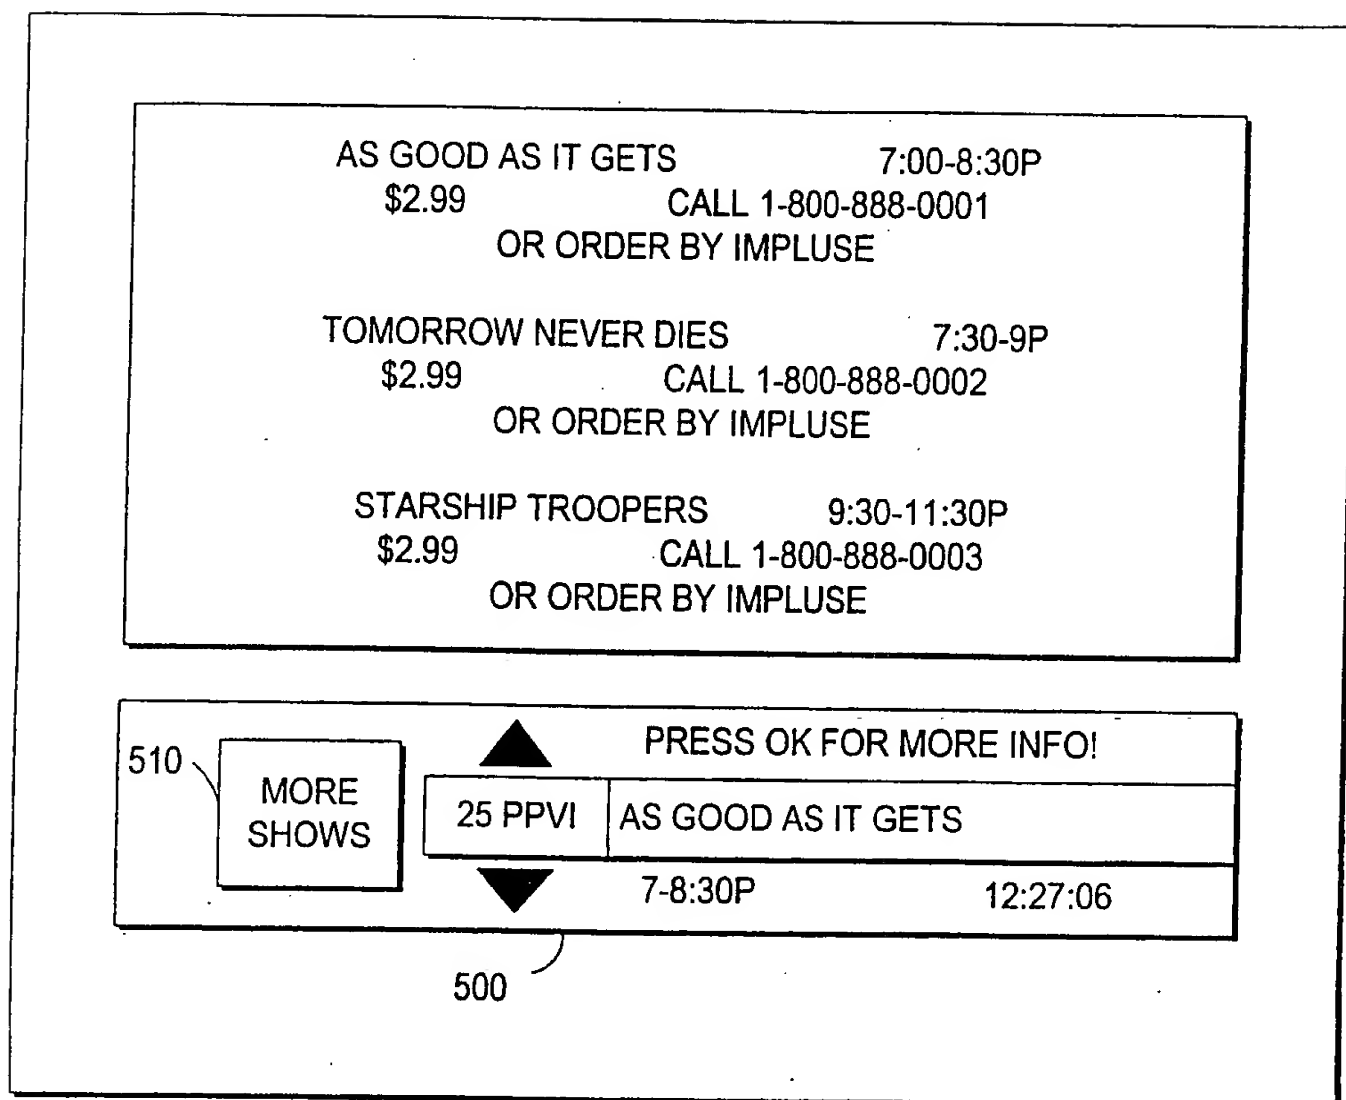 AS GOOD AS IT GETS 7:00-8:30P
$2.99 CALL 1-800-888-0001
OR ORDER BY IMPLUSE
TOMORROW NEVER DIES 7:30-9P
$2.99 CALL 1-800-888-0002
OR ORDER BY IMPLUSE
STARSHIP TROOPERS 9:30-11:30P
$2.99 CALL 1-800-888-0003
OR ORDER BY IMPLUSE
510
MORE
SHOWS
PRESS OK FOR MORE INFO!
25 PPVI AS GOOD AS IT GETS
7-8:30P 12:27:06
500